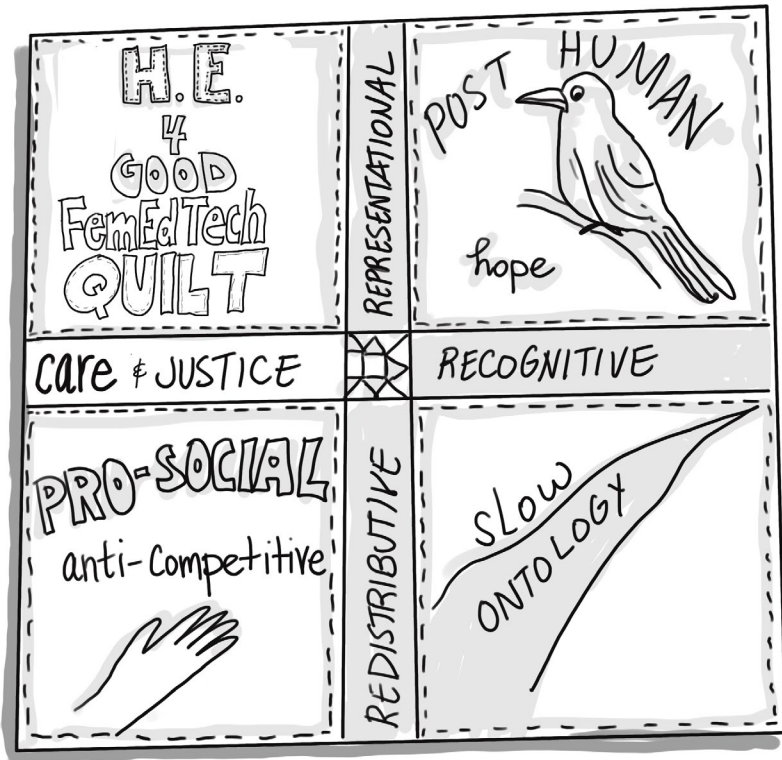 H.E.
4
GOOD
FemEdTech
QUILT
REPRESENTATIONAL
POST HUMAN
hope
care & JUSTICE
RECOGNITIVE
PRO-SOCIAL
anti-competitive
REDISTRIBUTIVE
SLOW
ONTOLOGY